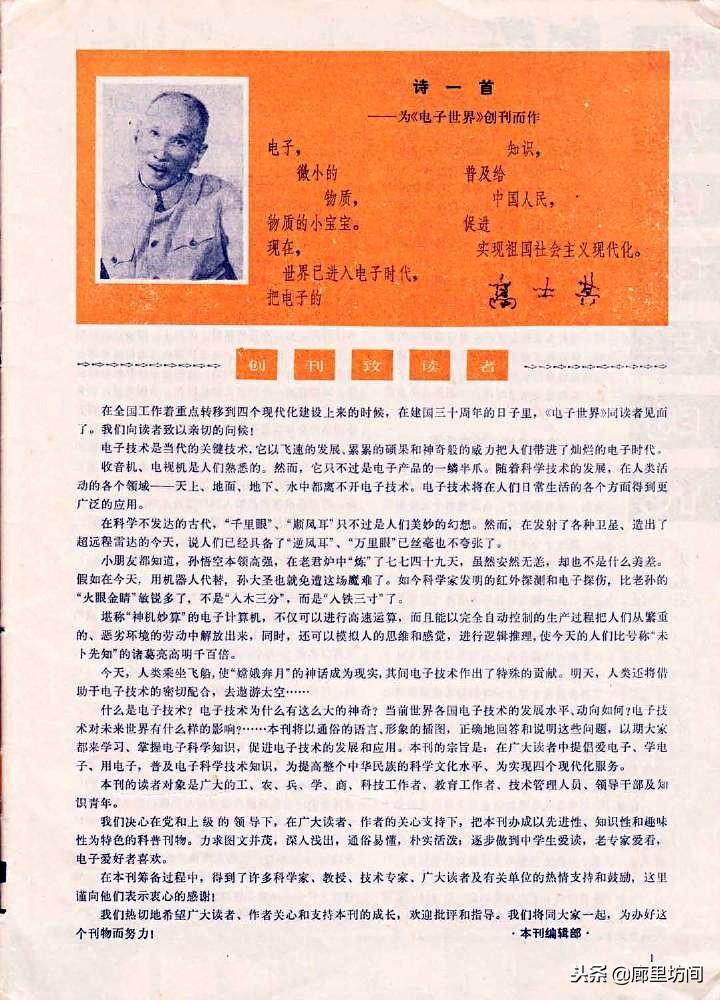 诗一首
——为《电子世界》创刊而作
电子，
微小的
物质，
物质的小宝宝。
现在，
世界已进入电子时代，
把电子的
知识，
普及给
中国人民，
促进
实现祖国社会主义现代化。
高士其
创刊致读者
在全国工作着重点转移到四个现代化建设上来的时候，在建国三十周年的日子里，《电子世界》同读者见面
了。我们向读者致以亲切的问候！
电子技术是当代的关键技术，它以飞速的发展、累累的硕果和神奇般的威力把人们带进了灿烂的电子时代。
收音机、电视机是人们熟悉的。然而，它只不过是电子产品的一鳞半爪。随着科学技术的发展，在人类活
动的各个领域——天上、地面、地下、水中都离不开电子技术。电子技术将在人们日常生活的各个方面得到更
广泛的应用。
在科学不发达的古代，“千里眼”、“顺风耳”只不过是人们美妙的幻想。然而，在发射了各种卫星、造出了
超远程雷达的今天，说人们已经具备了“逆风耳”、“万里眼”已丝毫也不夸张了。
小朋友都知道，孙悟空本领高强，在老君炉中“炼”了七七四十九天，虽然安然无恙，却也不是什么美差。
假如在今天，用机器人代替，孙大圣也就免遭这场魔难了。如今科学家发明的红外探测和电子探伤，比老孙的
“火眼金睛”敏锐多了，不是“入木三分”，而是“入铁三寸”了。
堪称“神机妙算”的电子计算机，不仅可以进行高速运算，而且能以完全自动控制的生产过程把人们从繁重
的、恶劣环境的劳动中解放出来，同时，还可以模拟人的思维和感觉，进行逻辑推理，使今天的人们比号称“未
卜先知”的诸葛亮高明千百倍。
今天，人类乘坐飞船，使“嫦娥奔月”的神话成为现实，其间电子技术作出了特殊的贡献。明天，人类还将借
助于电子技术的密切配合，去遨游太空……
什么是电子技术？电子技术为什么有这么大的神奇？当前世界各国电子技术的发展水平、动向如何？电子技
术对未来世界有什么样的影响？……本刊将以通俗的语言、形象的插图，正确地回答和说明这些问题，以期大家
都来学习、掌握电子科学知识，促进电子技术的发展和应用。本刊的宗旨是：在广大读者中提倡爱电子、学电
子、用电子，普及电子科学技术知识，为提高整个中华民族的科学文化水平、为实现四个现代化服务。
本刊的读者对象是广大的工、农、兵、学、商、科技工作者、教育工作者、技术管理人员、领导干部及知
识青年。
我们决心在党和上级的领导下，在广大读者、作者的关心支持下，把本刊办成以先进性、知识性和趣味
性为特色的科普刊物。力求图文并茂，深入浅出，通俗易懂，朴实活泼；逐步做到中学生爱读，老专家爱看，
电子爱好者喜欢。
在本刊筹备过程中，得到了许多科学家、教授、技术专家、广大读者及有关单位的热情支持和鼓励，这里
谨向他们表示衷心的感谢！
我们热切地希望广大读者、作者关心和支持本刊的成长，欢迎批评和指导。我们将同大家一起，为办好这
个刊物而努力！
·本刊编辑部·
1
头条 @廊里坊间